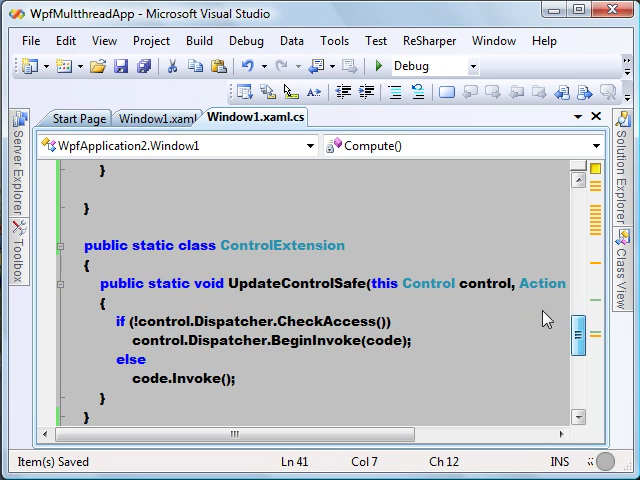 WpfMultthreadApp - Microsoft Visual Studio
File Edit View Project Build Debug Data Tools Test ReSharper Window Help
Debug
Start Page Window1.xaml Window1.xaml.cs
WpfApplication2.Window1 Compute()
Server Explorer
Toolbox
Solution Explorer
Class View
}
}
public static class ControlExtension
{
public static void UpdateControlSafe(this Control control, Action
{
if (!control.Dispatcher.CheckAccess())
control.Dispatcher.BeginInvoke(code);
else
code.Invoke();
}
}
Item(s) Saved Ln 41 Col 7 Ch 12 INS